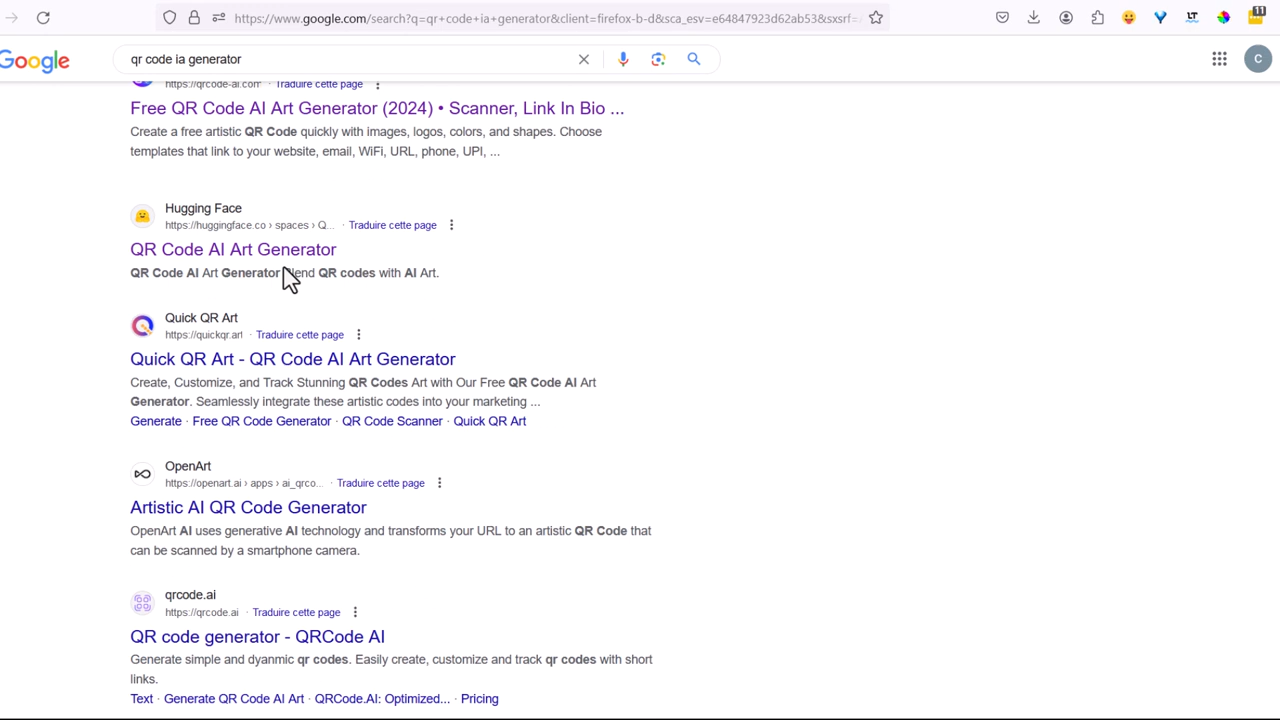 https://www.google.com/search?q=qr+code+ia+generator&client=firefox-b-d&sca_esv=e64847923d62ab53&sxsrf=
11
Google
qr code ia generator
C
https://qrcode-ai.com · Traduire cette page
Free QR Code AI Art Generator (2024) • Scanner, Link In Bio ...
Create a free artistic QR Code quickly with images, logos, colors, and shapes. Choose
templates that link to your website, email, WiFi, URL, phone, UPI, ...
Hugging Face
https://huggingface.co › spaces › Q... · Traduire cette page
QR Code AI Art Generator
QR Code AI Art Generator QR codes with AI Art.
Quick QR Art
https://quickqr.art · Traduire cette page
Quick QR Art - QR Code AI Art Generator
Create, Customize, and Track Stunning QR Codes Art with Our Free QR Code AI Art
Generator. Seamlessly integrate these artistic codes into your marketing ...
Generate · Free QR Code Generator · QR Code Scanner · Quick QR Art
OpenArt
https://openart.ai › apps › ai_qrco... · Traduire cette page
Artistic AI QR Code Generator
OpenArt AI uses generative AI technology and transforms your URL to an artistic QR Code that
can be scanned by a smartphone camera.
qrcode.ai
https://qrcode.ai · Traduire cette page
QR code generator - QRCode AI
Generate simple and dyanmic qr codes. Easily create, customize and track qr codes with short
links.
Text · Generate QR Code AI Art · QRCode.AI: Optimized... · Pricing